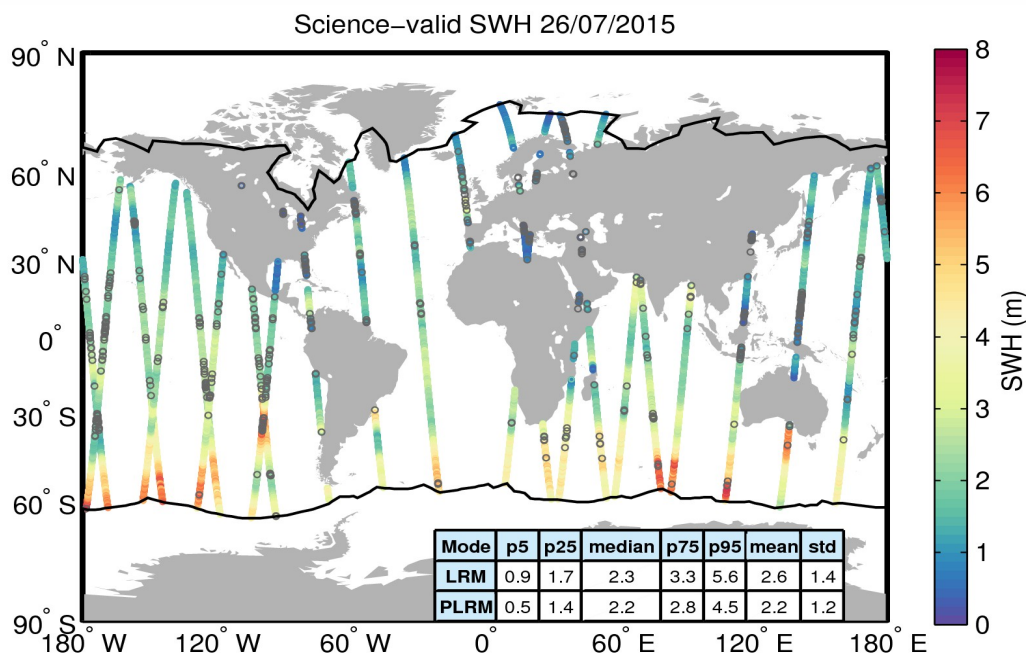 Science−valid SWH 26/07/2015
90° N
60° N
30° N
0°
30° S
60° S
90° S
180° W
120° W
60° W
0°
60° E
120° E
180° E
8
7
6
5
4
3
2
1
0
SWH (m)
Mode p5 p25 median p75 p95 mean std
LRM 0.9 1.7 2.3 3.3 5.6 2.6 1.4
PLRM 0.5 1.4 2.2 2.8 4.5 2.2 1.2